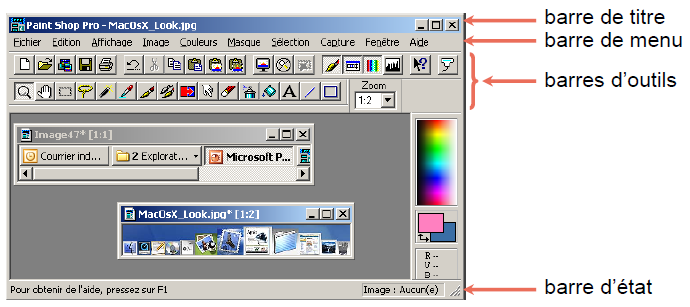 Paint Shop Pro - MacOsX_Look.jpg
barre de titre
Fichier Edition Affichage Image Couleurs Masque Sélection Capture Fenêtre Aide
barre de menu
barres d'outils
Zoom
1:2
Image47* [1:1]
Courrier ind...
2 Explorat...
Microsoft P...
MacOsX_Look.jpg* [1:2]
R --
V --
B --
Pour obtenir de l'aide, pressez sur F1
Image : Aucun(e)
barre d'état